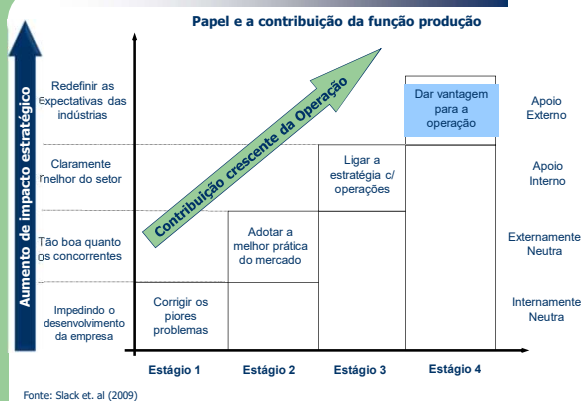 Papel e a contribuição da função produção
Aumento de impacto estratégico
Redefinir as
expectativas das
indústrias
Claramente
melhor do setor
Tão boa quanto
os concorrentes
Impedindo o
desenvolvimento
da empresa
Contribuição crescente da Operação
Corrigir os
piores
problemas
Adotar a
melhor prática
do mercado
Ligar a
estratégia c/
operações
Dar vantagem
para a
operação
Apoio
Externo
Apoio
Interno
Externamente
Neutra
Internamente
Neutra
Estágio 1
Estágio 2
Estágio 3
Estágio 4
Fonte: Slack et. al (2009)